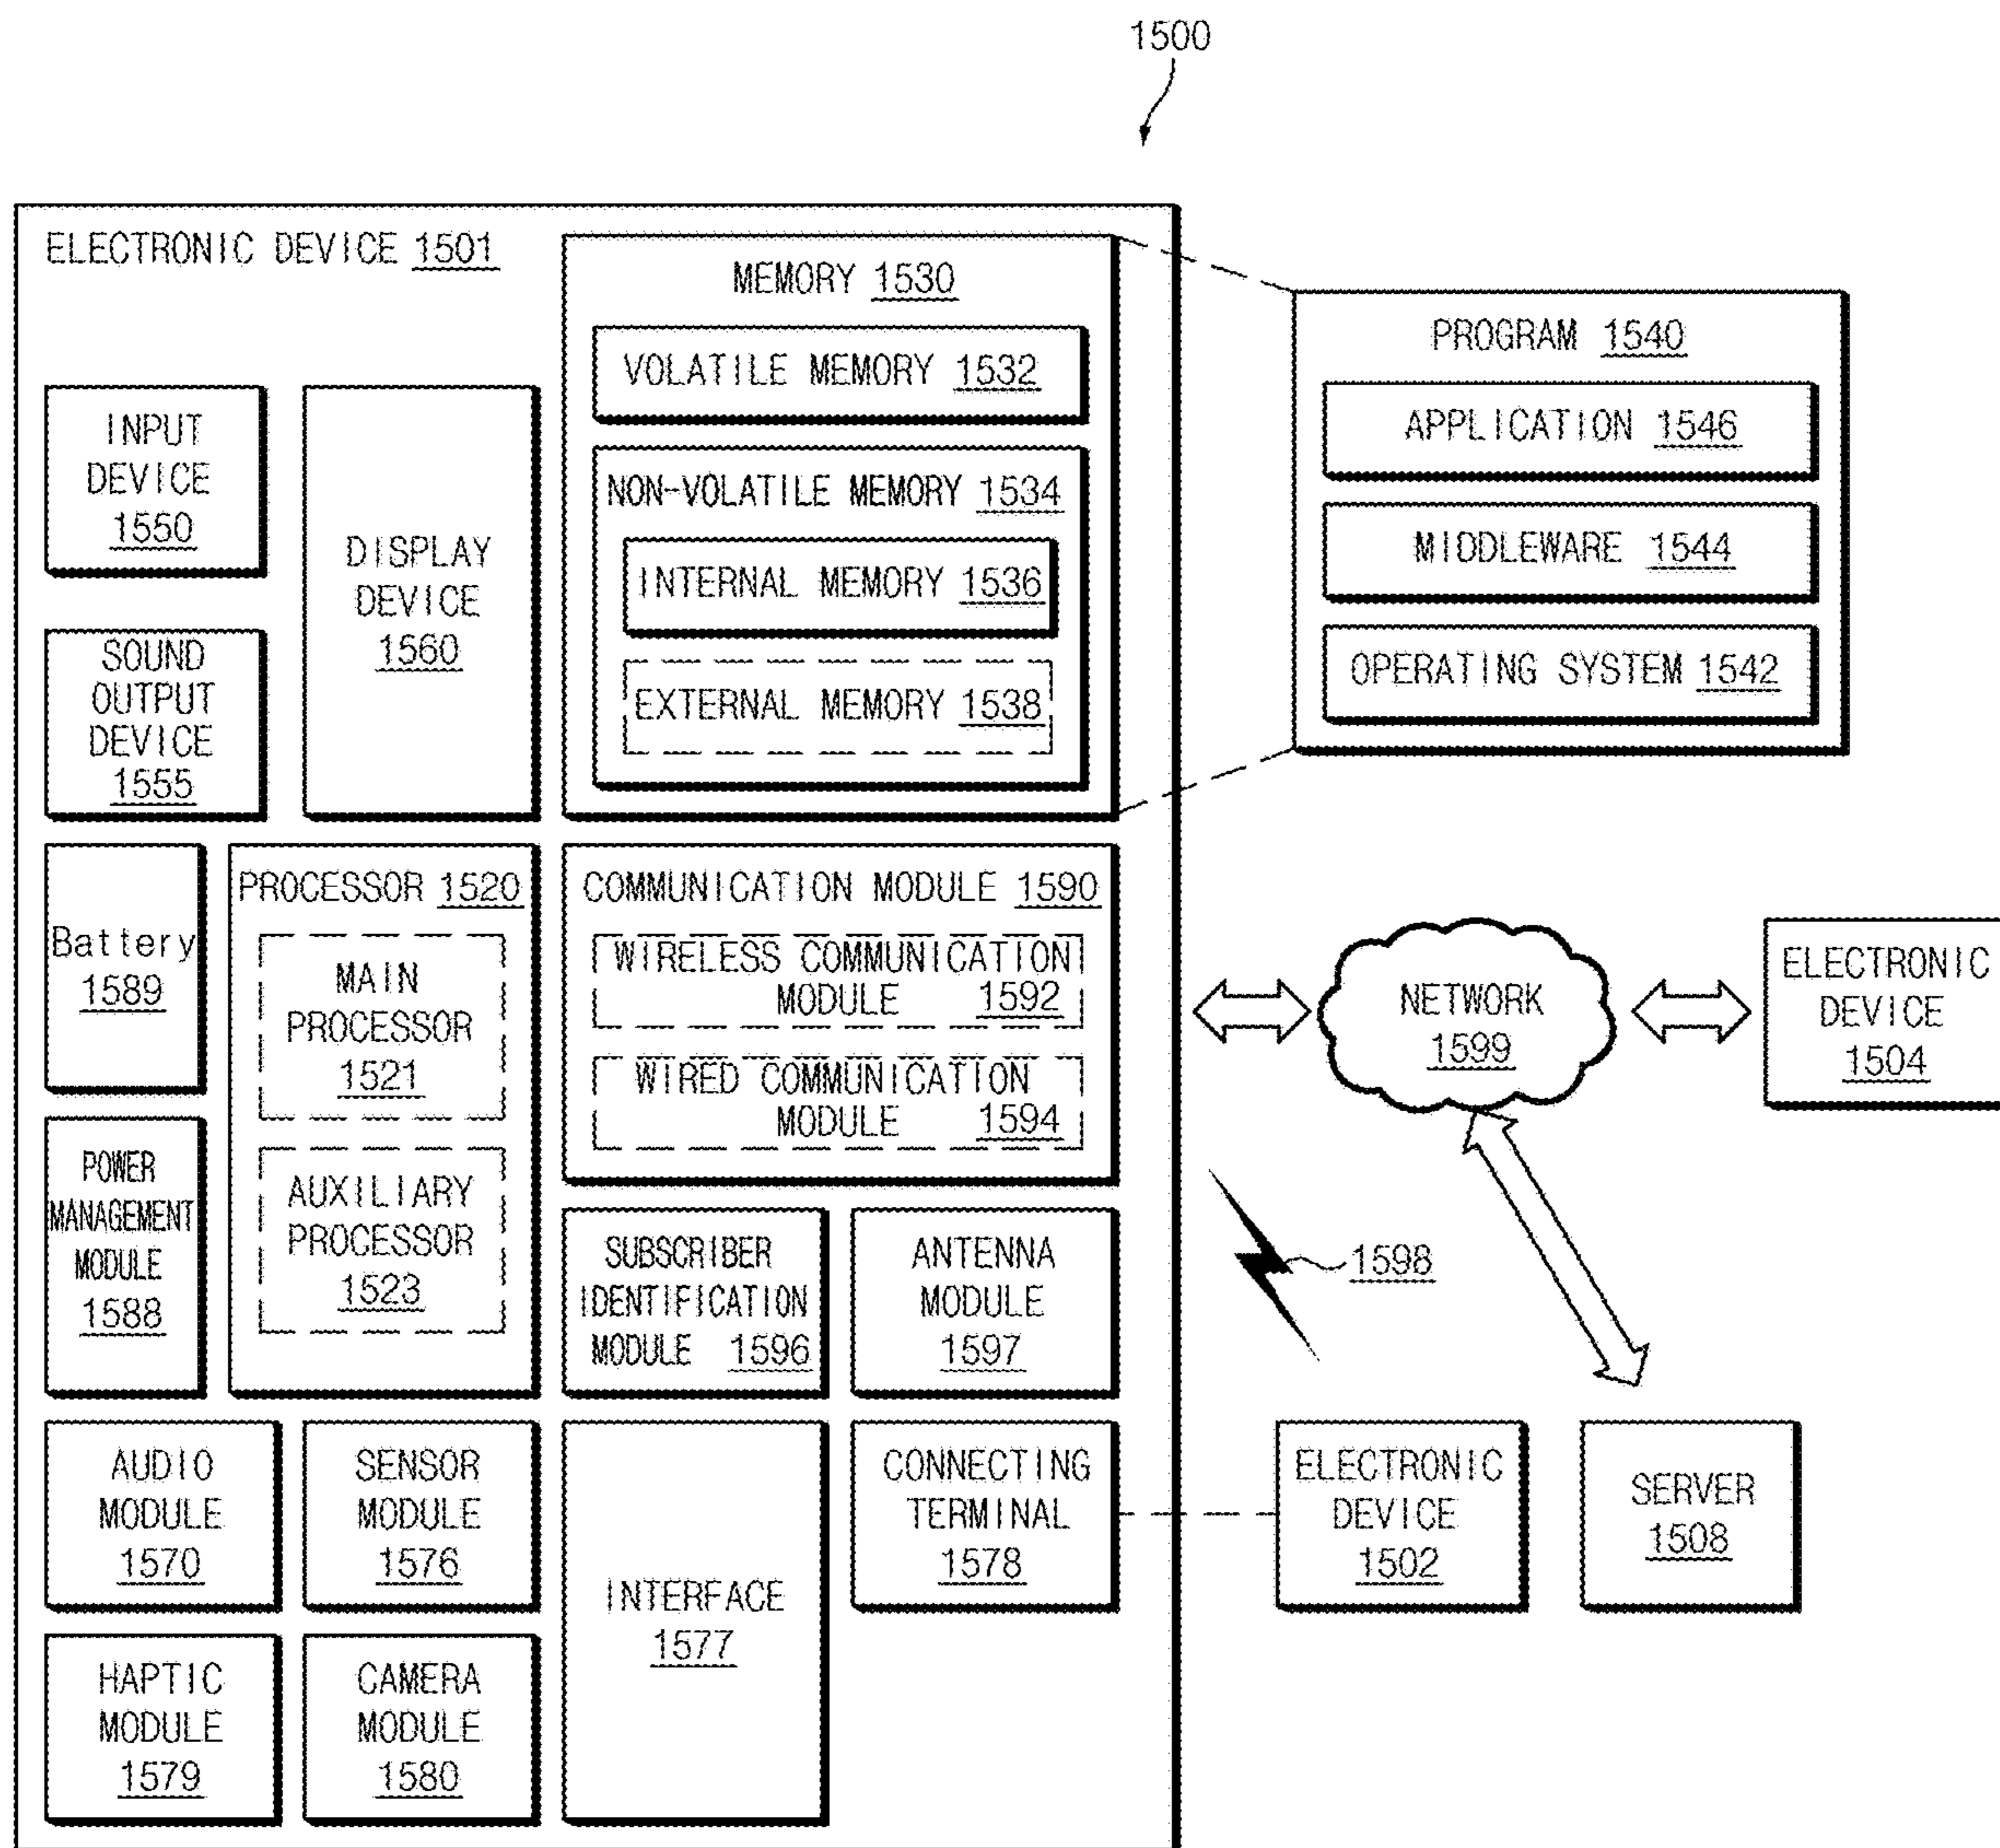 1500
ELECTRONIC DEVICE 1501
MEMORY 1530
VOLATILE MEMORY 1532
NON-VOLATILE MEMORY 1534
INTERNAL MEMORY 1536
EXTERNAL MEMORY 1538
PROGRAM 1540
APPLICATION 1546
MIDDLEWARE 1544
OPERATING SYSTEM 1542
INPUT
DEVICE
1550
DISPLAY
DEVICE
1560
SOUND
OUTPUT
DEVICE
1555
Battery
1589
PROCESSOR 1520
MAIN
PROCESSOR
1521
AUXILIARY
PROCESSOR
1523
COMMUNICATION MODULE 1590
WIRELESS COMMUNICATION
MODULE 1592
WIRED COMMUNICATION
MODULE 1594
NETWORK
1599
ELECTRONIC
DEVICE
1504
POWER
MANAGEMENT
MODULE
1588
SUBSCRIBER
IDENTIFICATION
MODULE 1596
ANTENNA
MODULE
1597
1598
AUDIO
MODULE
1570
SENSOR
MODULE
1576
INTERFACE
1577
CONNECTING
TERMINAL
1578
ELECTRONIC
DEVICE
1502
SERVER
1508
HAPTIC
MODULE
1579
CAMERA
MODULE
1580